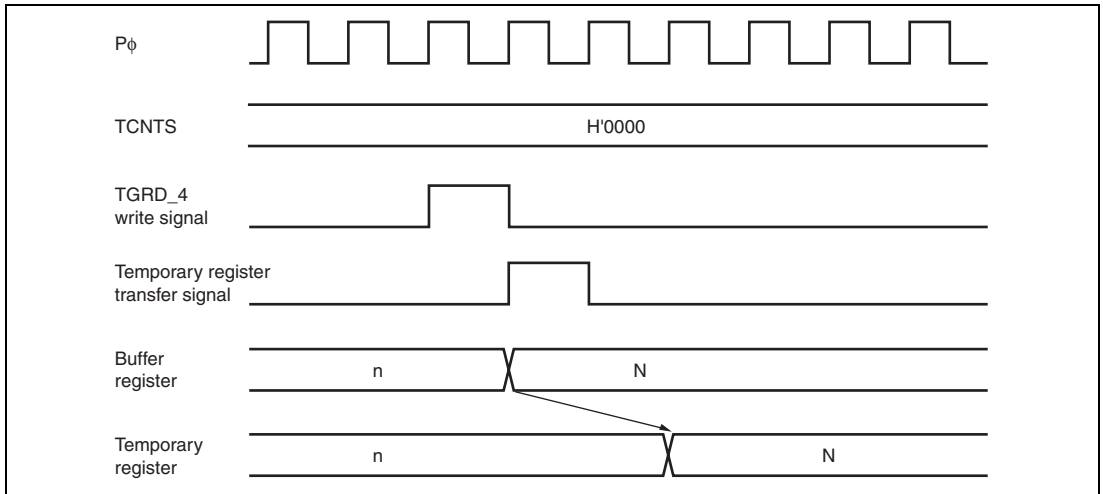 Pϕ
TCNTS
H'0000
TGRD_4
write signal
Temporary register
transfer signal
Buffer
register
n
N
Temporary
register
n
N